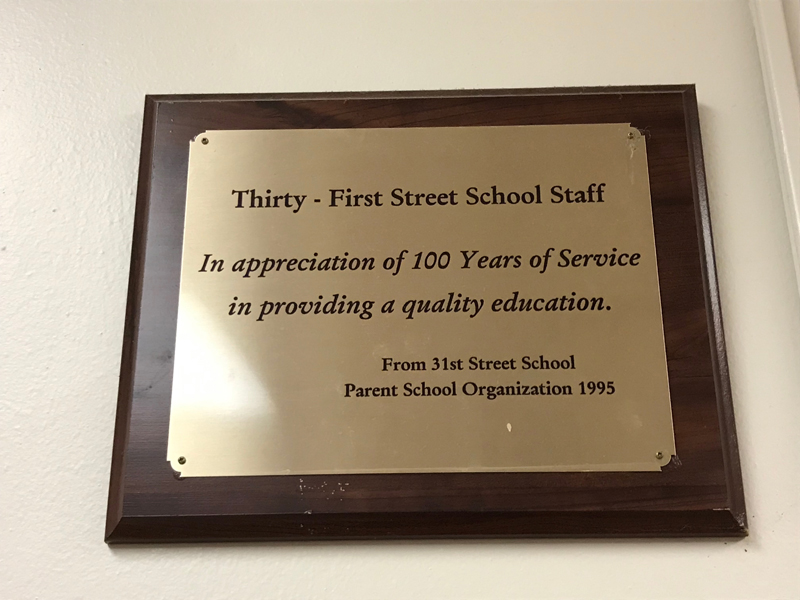 Thirty - First Street School Staff
In appreciation of 100 Years of Service
in providing a quality education.
From 31st Street School
Parent School Organization 1995